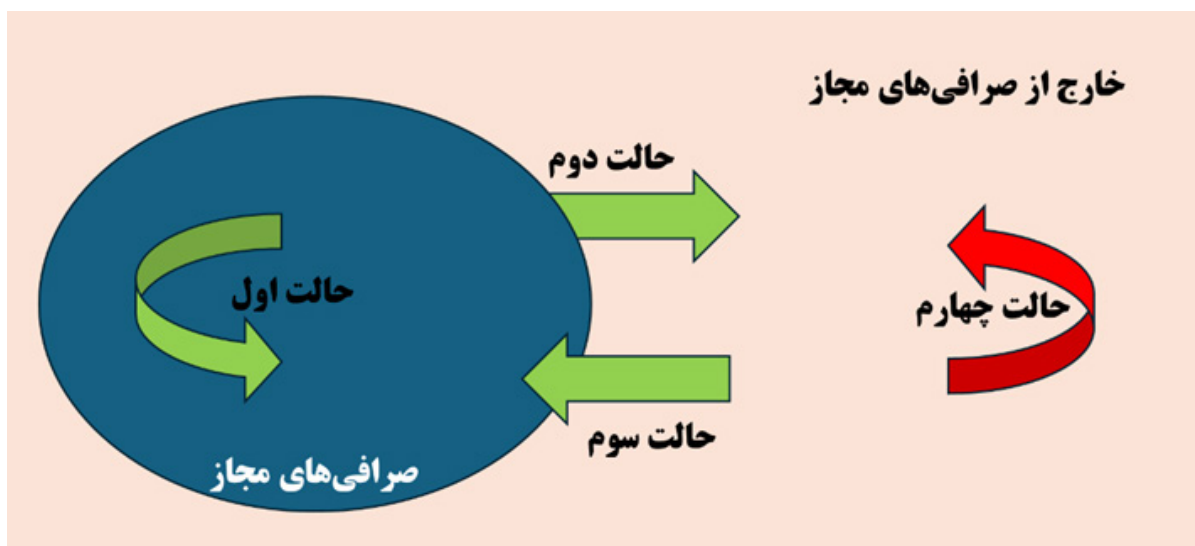 خارج از صرافی‌های مجاز
حالت دوم
حالت اول
حالت چهارم
حالت سوم
صرافی‌های مجاز